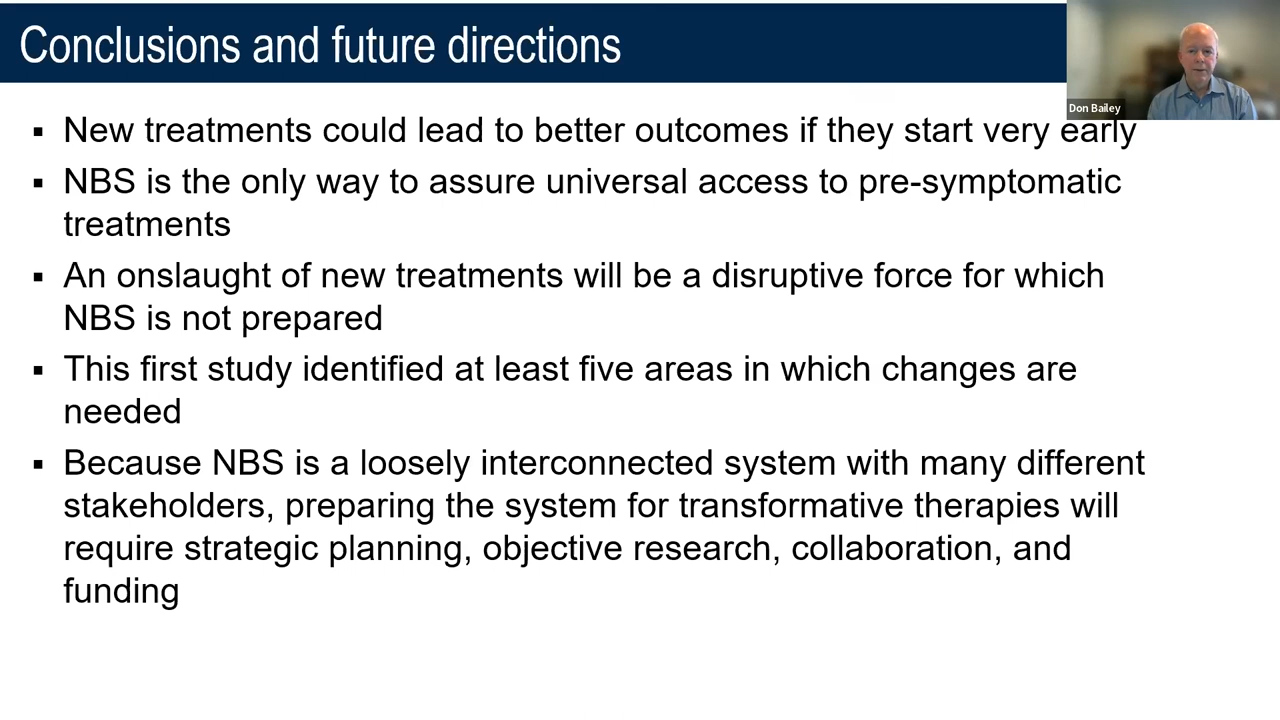 Conclusions and future directions
Don Bailey
▪ New treatments could lead to better outcomes if they start very early
▪ NBS is the only way to assure universal access to pre-symptomatic
treatments
▪ An onslaught of new treatments will be a disruptive force for which
NBS is not prepared
▪ This first study identified at least five areas in which changes are
needed
▪ Because NBS is a loosely interconnected system with many different
stakeholders, preparing the system for transformative therapies will
require strategic planning, objective research, collaboration, and
funding